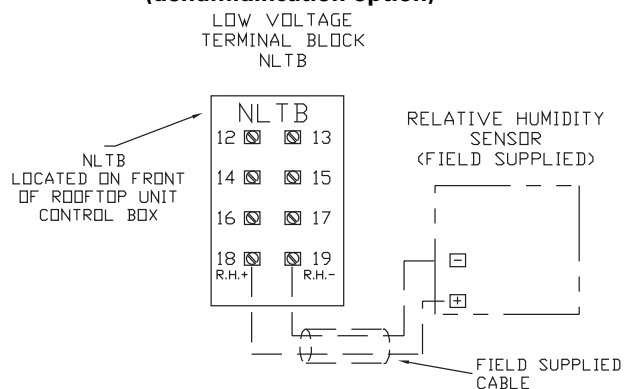 (dehumidification option)
LOW VOLTAGE
TERMINAL BLOCK
NLTB
NLTB
12 13
14 15
16 17
18 19
R.H.+ R.H.-
NLTB
LOCATED ON FRONT
OF ROOFTOP UNIT
CONTROL BOX
RELATIVE HUMIDITY
SENSOR
(FIELD SUPPLIED)
-
+
FIELD SUPPLIED
CABLE